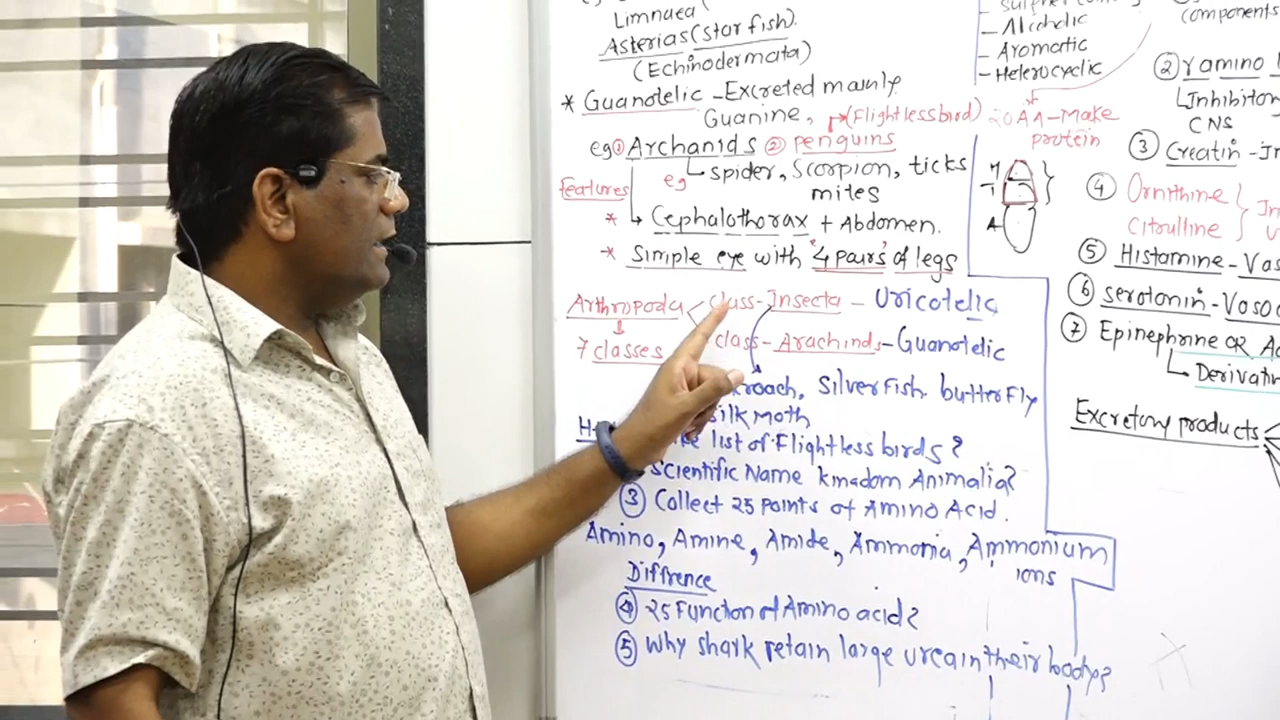 Limnaea
Asterias (star fish).
(Echinodermata)
* Guanotelic - Excreted mainly
Guanine,
(Flightless bird)
eg ① Archanids ② penguins
eg spider, Scorpion, ticks
mites
features
* Cephalothorax + Abdomen.
* Simple eye with "4 pairs" of legs
Arthropoda
class - Insecta - Uricotelic
7 classes
class - Arachinds - Guanotelic
roach, Silverfish. butterfly
silk Moth
list of Flightless birds?
Scientific Name kingdom Animalia?
③ Collect 25 points of Amino Acid.
Amino, Amine, Amide, Ammonia, Ammonium
ions
Diffrence
④ 25 Function of Amino acid?
⑤ Why shark retain large urea in their body?
- Alcoholic
- Aromatic
- Heterocyclic
20 AA - Make
protein
A
components
②
Inhibitor
CNS
③ Creatin -
④ Ornithine
Citrulline
⑤ Histamine - Vas
⑥ serotonin - Vaso
⑦ Epinephrine OR
Derivati
Excretory products